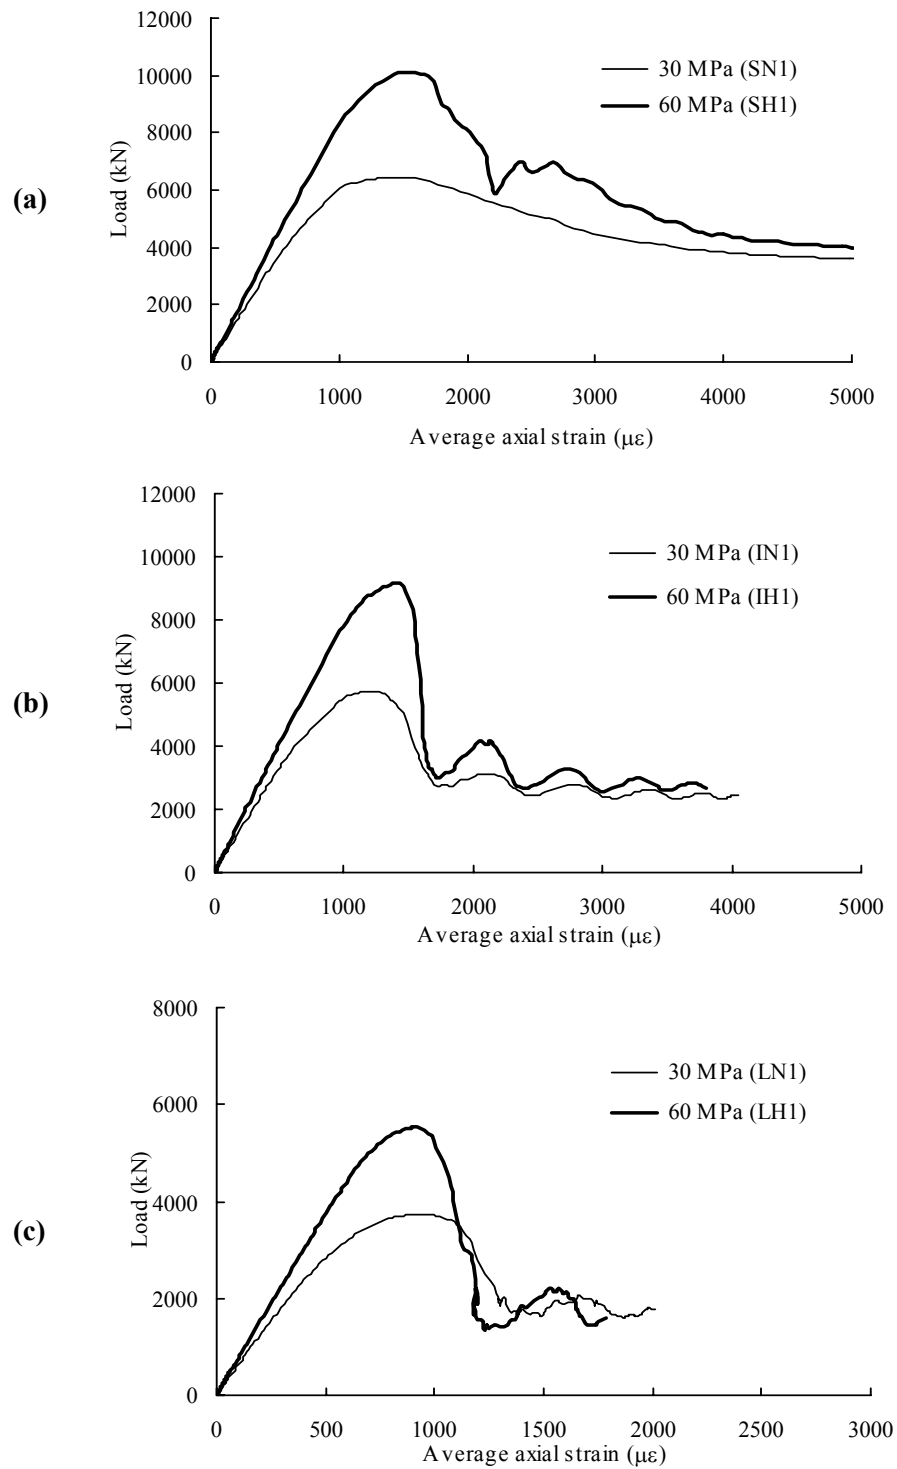 (a)
12000
10000
8000
6000
4000
2000
0
Load (kN)
30 MPa (SN1)
60 MPa (SH1)
0 1000 2000 3000 4000 5000
Average axial strain (με)
(b)
12000
10000
8000
6000
4000
2000
0
Load (kN)
30 MPa (IN1)
60 MPa (IH1)
0 1000 2000 3000 4000 5000
Average axial strain (με)
(c)
8000
6000
4000
2000
0
Load (kN)
30 MPa (LN1)
60 MPa (LH1)
0 500 1000 1500 2000 2500 3000
Average axial strain (με)